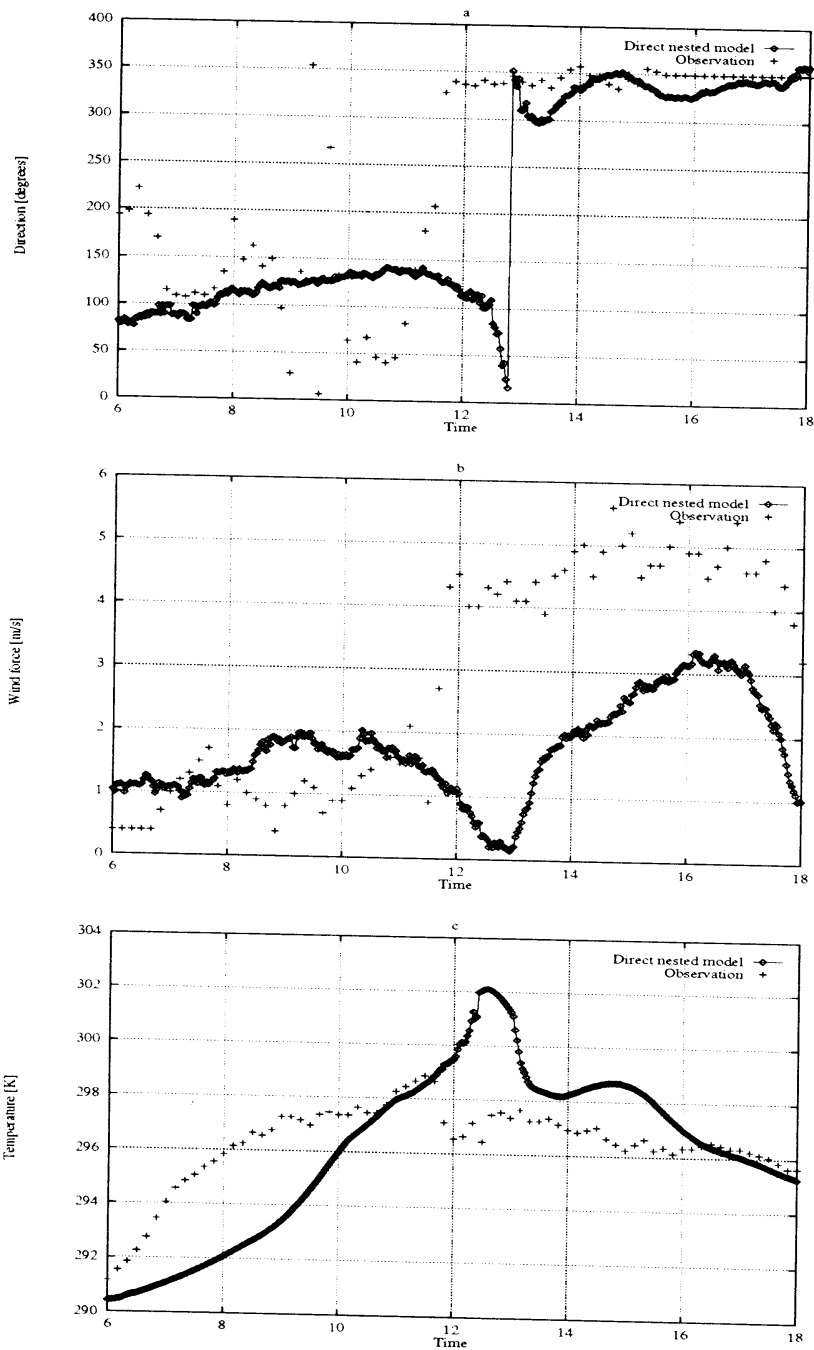 a
400
350
300
250
200
150
100
50
0
Direction [degrees]
Direct nested model
Observation
6 8 10 12 14 16 18
Time
b
6
5
4
3
2
1
0
Wind force [m/s]
Direct nested model
Observation
6 8 10 12 14 16 18
Time
c
304
302
300
298
296
294
292
290
Temperature [K]
Direct nested model
Observation
6 8 10 12 14 16 18
Time